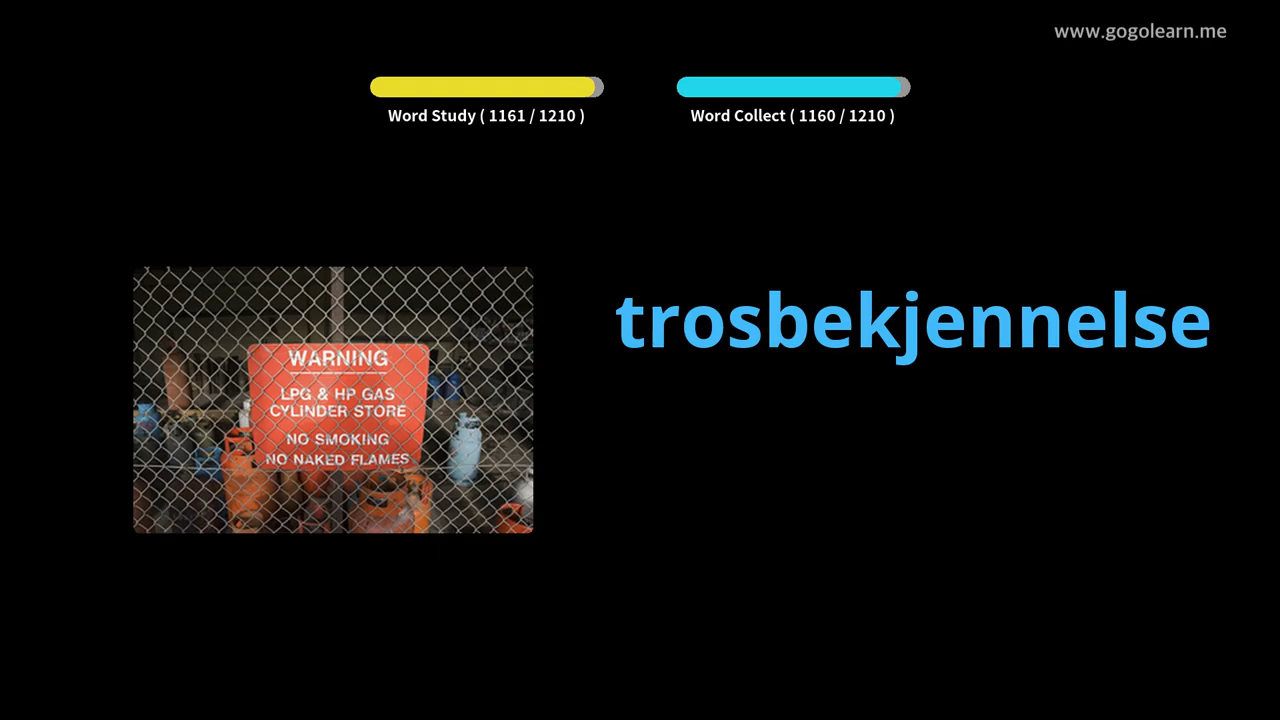 www.gogolearn.me
Word Study ( 1161 / 1210 )
Word Collect ( 1160 / 1210 )
trosbekjennelse
WARNING
LPG & HP GAS
CYLINDER STORE
NO SMOKING
NO NAKED FLAMES